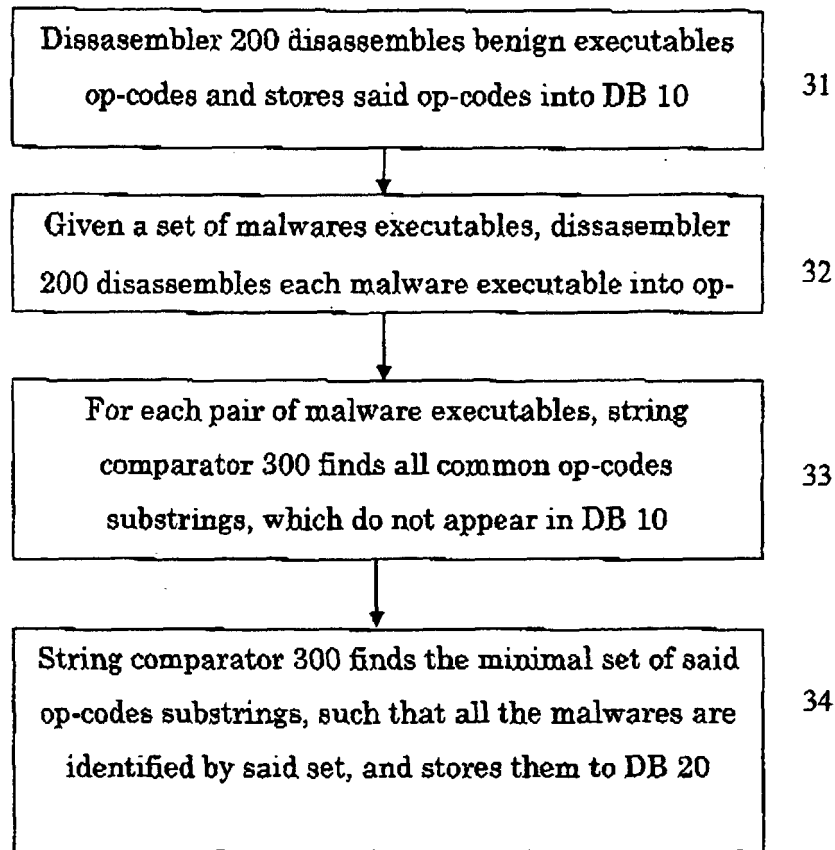 Dissasembler 200 disassembles benign executables
op-codes and stores said op-codes into DB 10
31
Given a set of malwares executables, dissasembler
200 disassembles each malware executable into op-
32
For each pair of malware executables, string
comparator 300 finds all common op-codes
substrings, which do not appear in DB 10
33
String comparator 300 finds the minimal set of said
op-codes substrings, such that all the malwares are
identified by said set, and stores them to DB 20
34